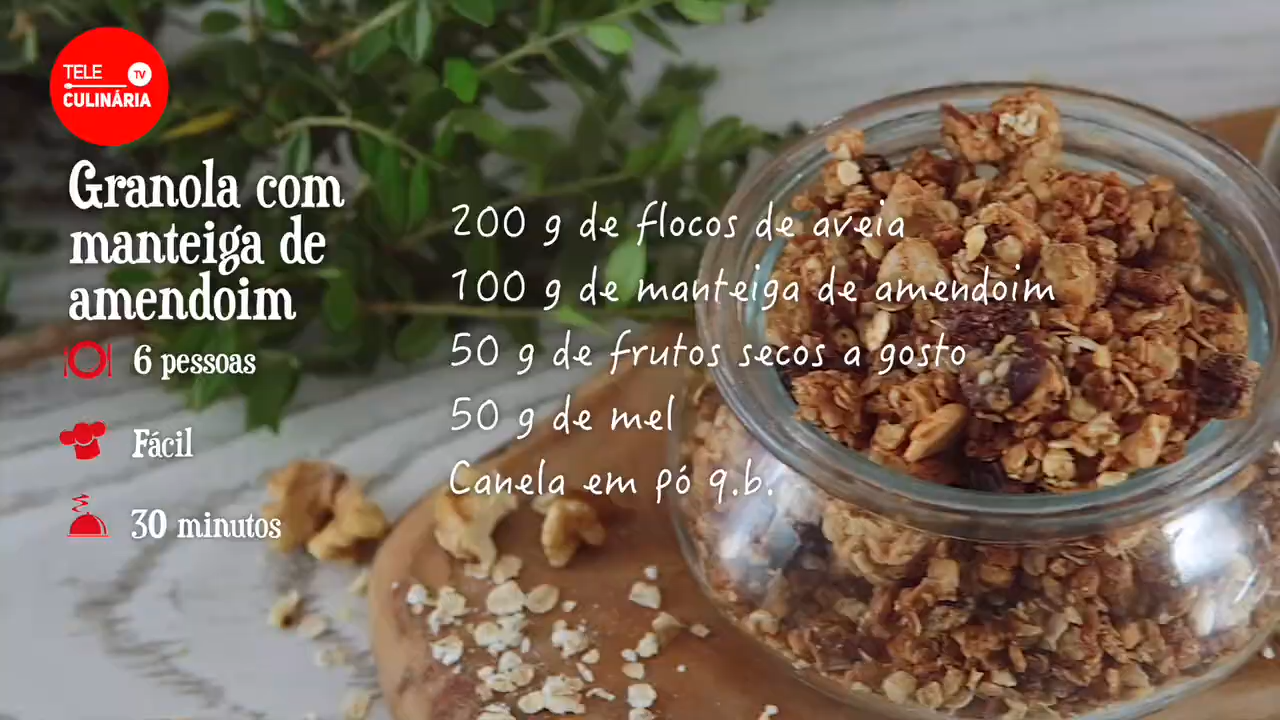 TELE
TV
CULINÁRIA
Granola com
manteiga de
amendoim
6 pessoas
Fácil
30 minutos
200 g de flocos de aveia
100 g de manteiga de amendoim
50 g de frutos secos a gosto
50 g de mel
Canela em pó q.b.